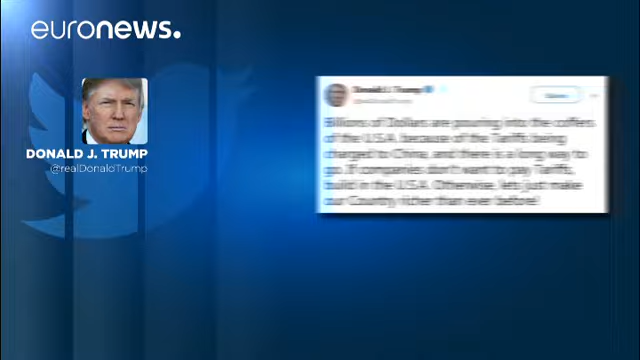 euronews.
DONALD J. TRUMP
@realDonaldTrump
Donald J. Trump
Billions of Dollars are pouring into the coffers
of the U.S.A. because of the Tariffs being
charged to China, and there is a long way to
go. If companies don't want to pay Tariffs,
build in the U.S.A. Otherwise, lets just make
our Country richer than ever before!